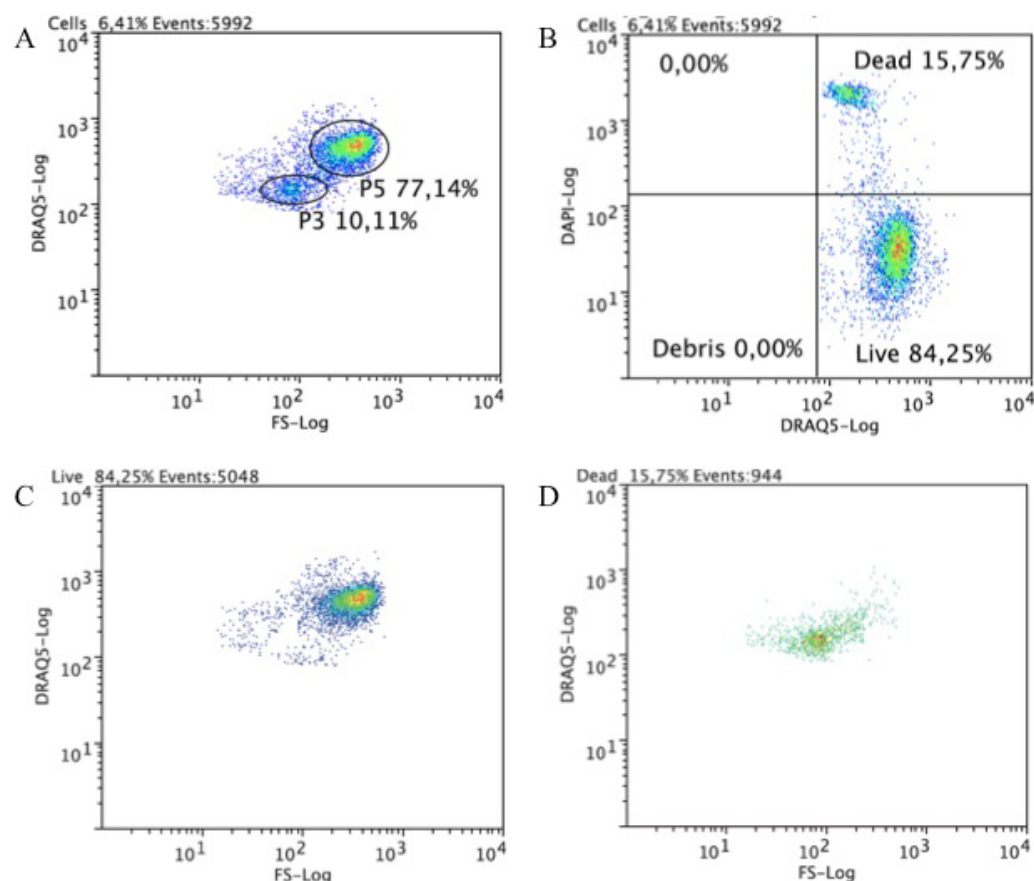 A
Cells 6,41% Events:5992
10^4
10^3
10^2
10^1
DRAQ5-Log
P5 77,14%
P3 10,11%
10^1 10^2 10^3 10^4
FS-Log
B
Cells 6,41% Events:5992
10^4
10^3
10^2
10^1
DAPI-Log
0,00%
Dead 15,75%
Debris 0,00%
Live 84,25%
10^1 10^2 10^3 10^4
DRAQ5-Log
C
Live 84,25% Events:5048
10^4
10^3
10^2
10^1
DRAQ5-Log
10^1 10^2 10^3 10^4
FS-Log
D
Dead 15,75% Events:944
10^4
10^3
10^2
10^1
DRAQ5-Log
10^1 10^2 10^3 10^4
FS-Log